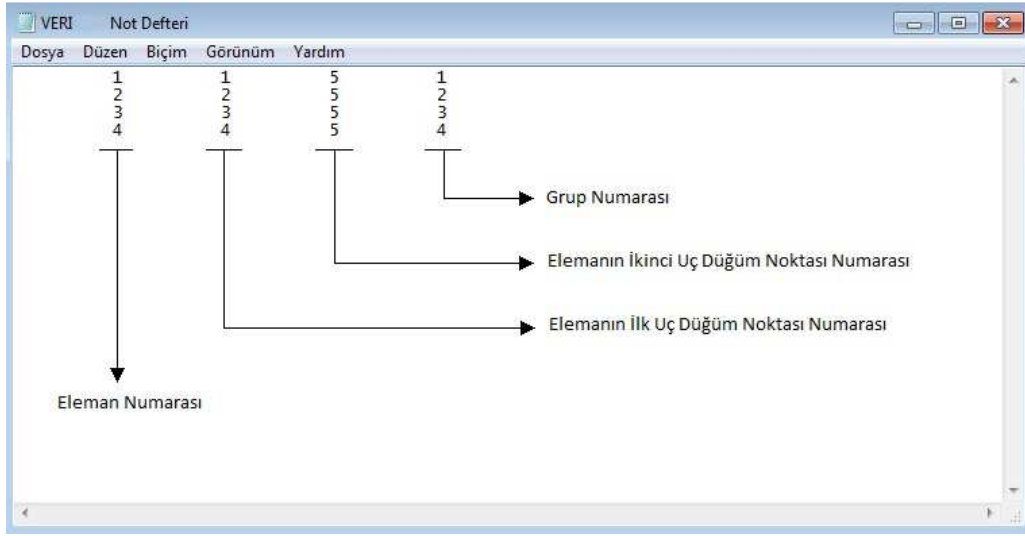 VERI Not Defteri
Dosya Düzen Biçim Görünüm Yardım
1 1 5 1
2 2 5 2
3 3 5 3
4 4 5 4
Grup Numarası
Elemanın İkinci Uç Düğüm Noktası Numarası
Elemanın İlk Uç Düğüm Noktası Numarası
Eleman Numarası